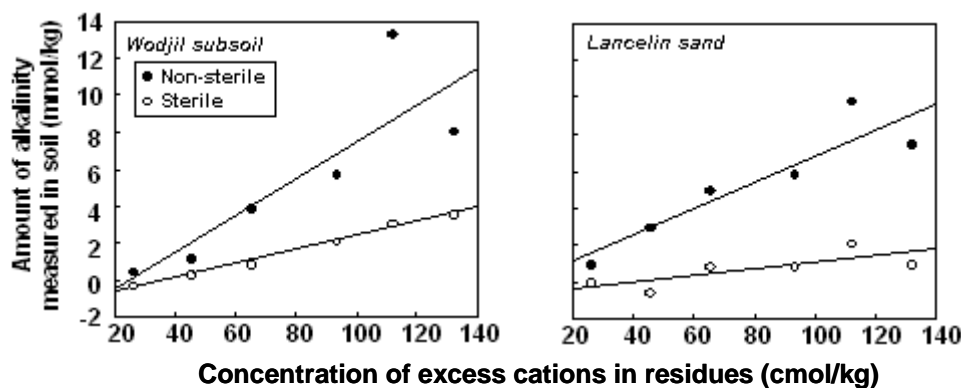 Wodjil subsoil
Non-sterile
Sterile
Lancelin sand
Amount of alkalinity
measured in soil (mmol/kg)
14
12
10
8
6
4
2
0
-2
20 40 60 80 100 120 140
20 40 60 80 100 120 140
Concentration of excess cations in residues (cmol/kg)